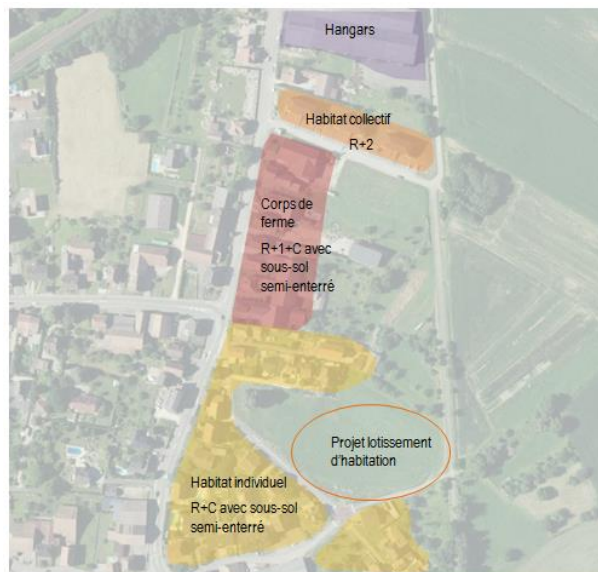 Hangars
Habitat collectif
R+2
Corps de
ferme
R+1+C avec
sous-sol
semi-enterré
Projet lotissement
d'habitation
Habitat individuel
R+C avec sous-sol
semi-enterré